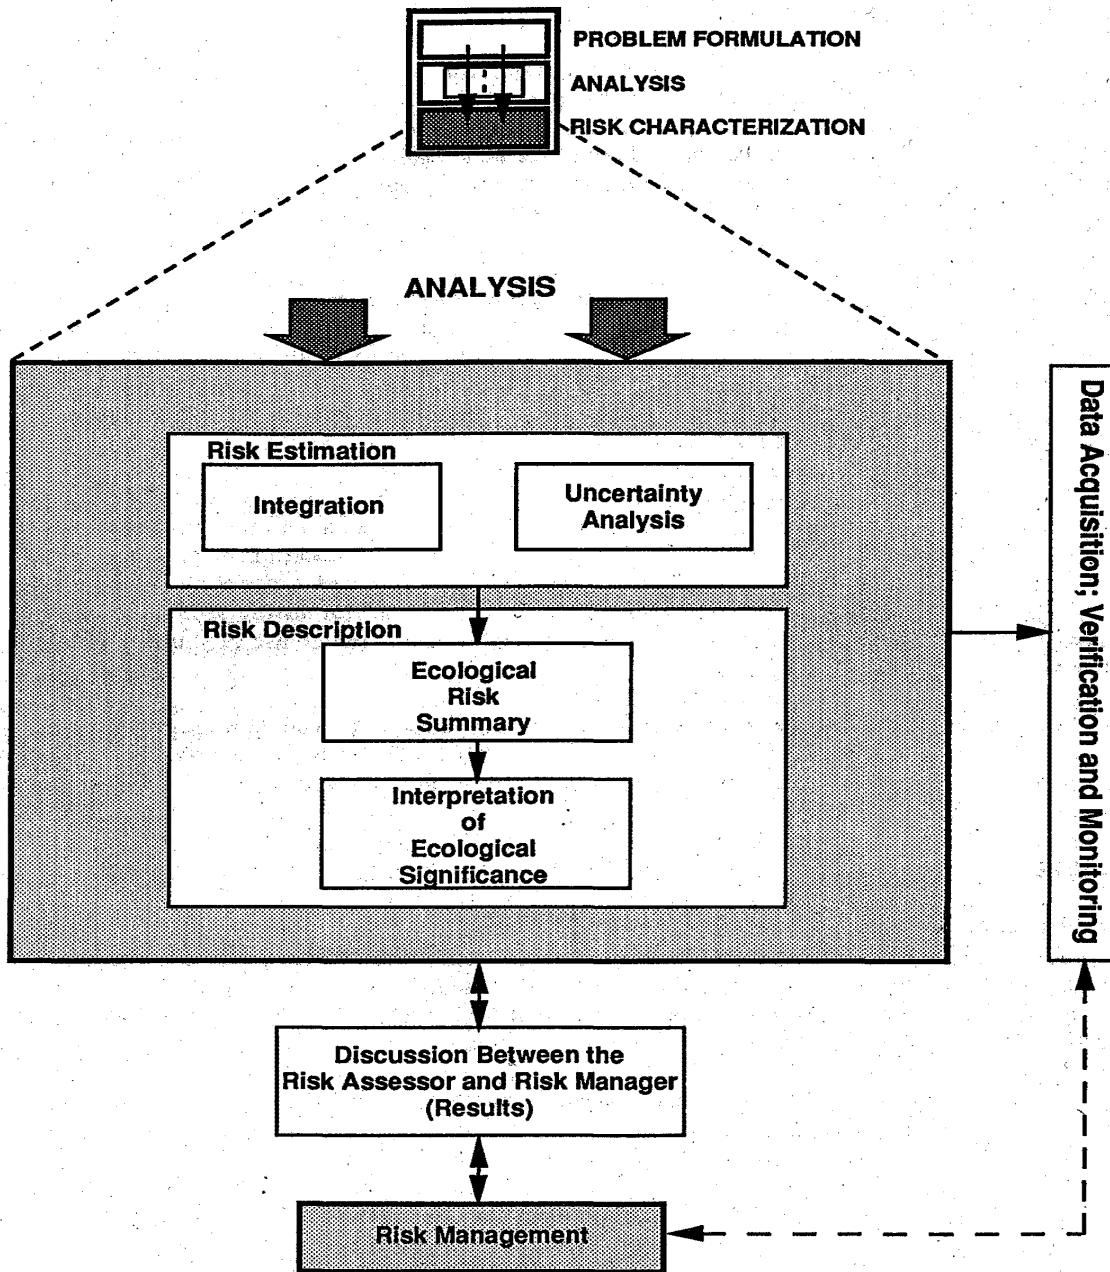 PROBLEM FORMULATION
ANALYSIS
RISK CHARACTERIZATION
ANALYSIS
Risk Estimation
Integration
Uncertainty
Analysis
Risk Description
Ecological
Risk
Summary
Interpretation
of
Ecological
Significance
Data Acquisition; Verification and Monitoring
Discussion Between the
Risk Assessor and Risk Manager
(Results)
Risk Management